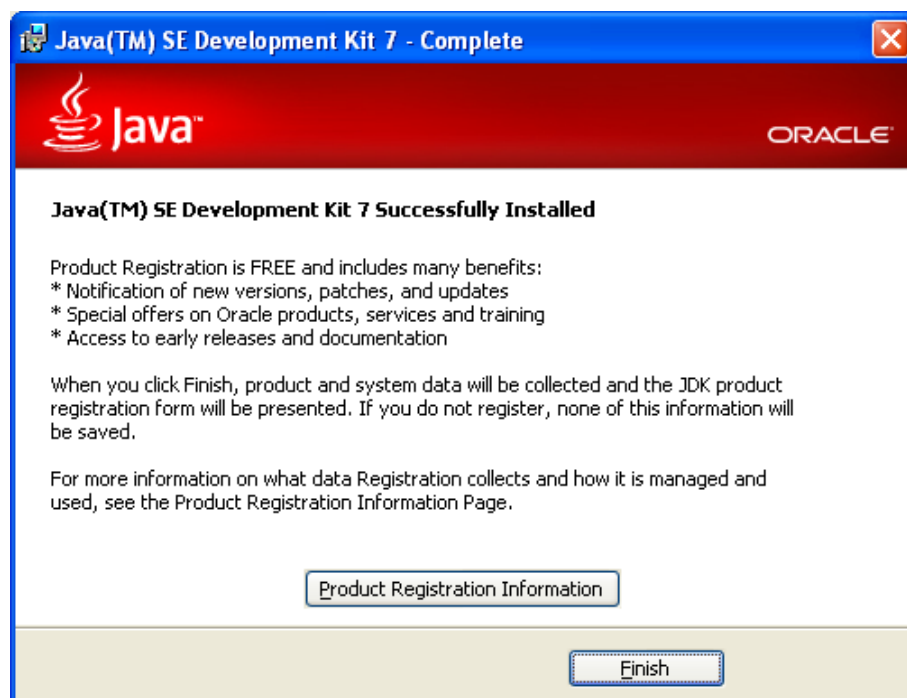 Java(TM) SE Development Kit 7 - Complete
Java™
ORACLE
Java(TM) SE Development Kit 7 Successfully Installed
Product Registration is FREE and includes many benefits:
* Notification of new versions, patches, and updates
* Special offers on Oracle products, services and training
* Access to early releases and documentation
When you click Finish, product and system data will be collected and the JDK product
registration form will be presented. If you do not register, none of this information will
be saved.
For more information on what data Registration collects and how it is managed and
used, see the Product Registration Information Page.
Product Registration Information
Finish